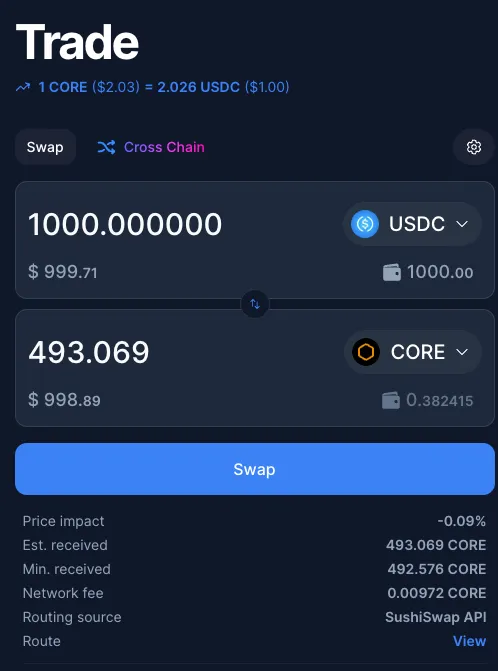 Trade
1 CORE ($2.03) = 2.026 USDC ($1.00)
Swap Cross Chain
1000.000000 USDC
$ 999.71 1000.00
493.069 CORE
$ 998.89 0.382415
Swap
Price impact -0.09%
Est. received 493.069 CORE
Min. received 492.576 CORE
Network fee 0.00972 CORE
Routing source SushiSwap API
Route View